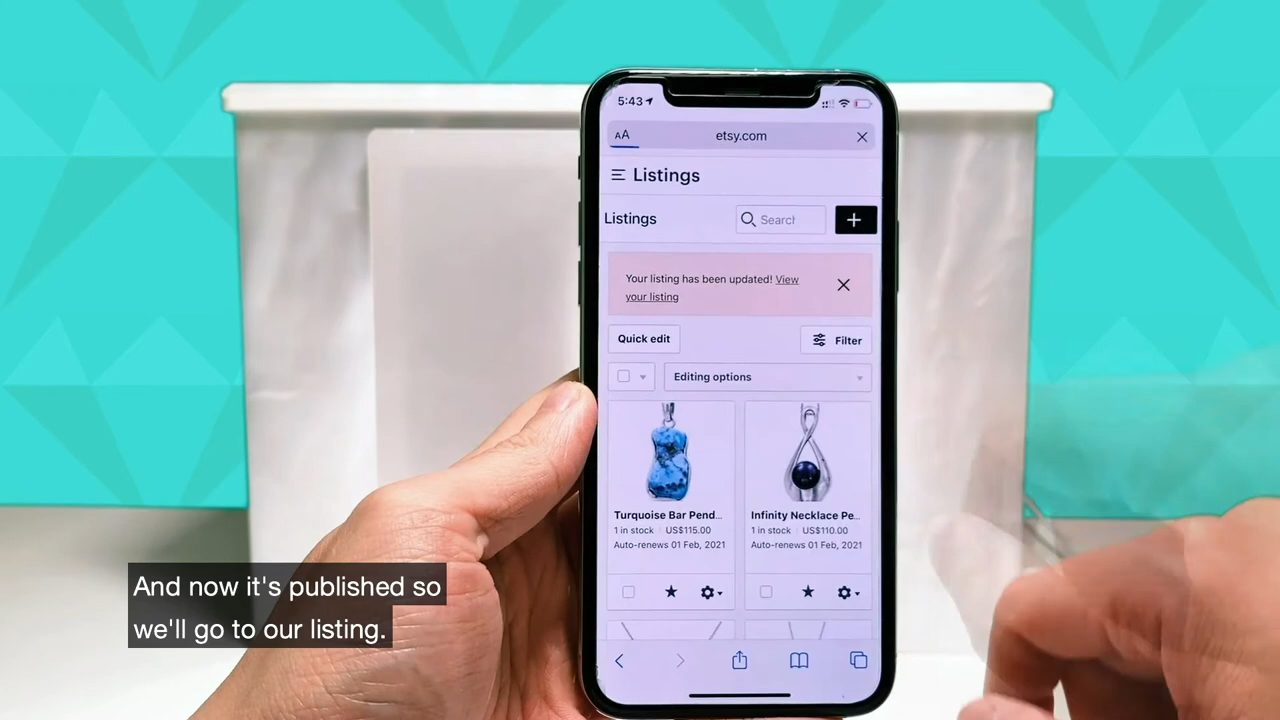 5:43
AA etsy.com
Listings
Listings
Search
Your listing has been updated! View
your listing
Quick edit
Filter
Editing options
Turquoise Bar Pend...
1 in stock US$115.00
Auto-renews 01 Feb, 2021
Infinity Necklace Pe...
1 in stock US$110.00
Auto-renews 01 Feb, 2021
And now it's published so
we'll go to our listing.